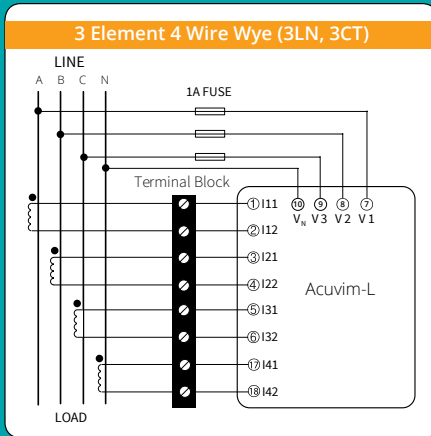 3 Element 4 Wire Wye (3LN, 3CT)
LINE
A B C N
1A FUSE
Terminal Block
10 9 8 7
VN V3 V2 V1
1 I11
2 I12
3 I21
4 I22
Acuvim-L
5 I31
6 I32
17 I41
18 I42
LOAD